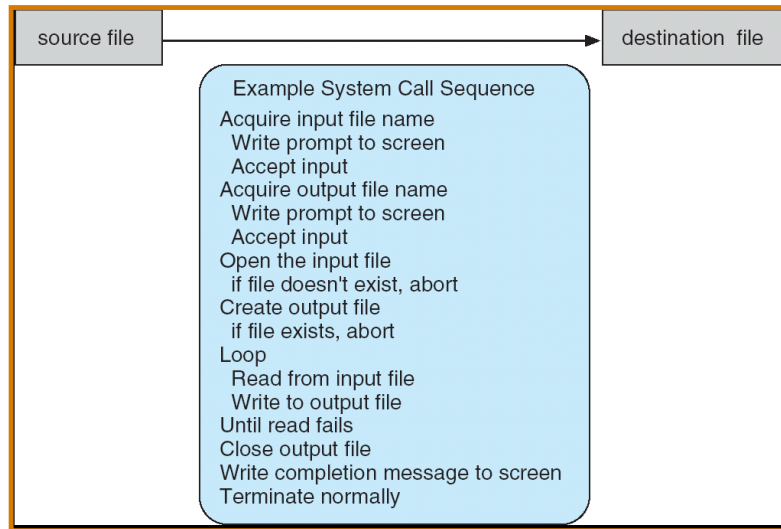 source file
destination file
Example System Call Sequence
Acquire input file name
Write prompt to screen
Accept input
Acquire output file name
Write prompt to screen
Accept input
Open the input file
if file doesn't exist, abort
Create output file
if file exists, abort
Loop
Read from input file
Write to output file
Until read fails
Close output file
Write completion message to screen
Terminate normally